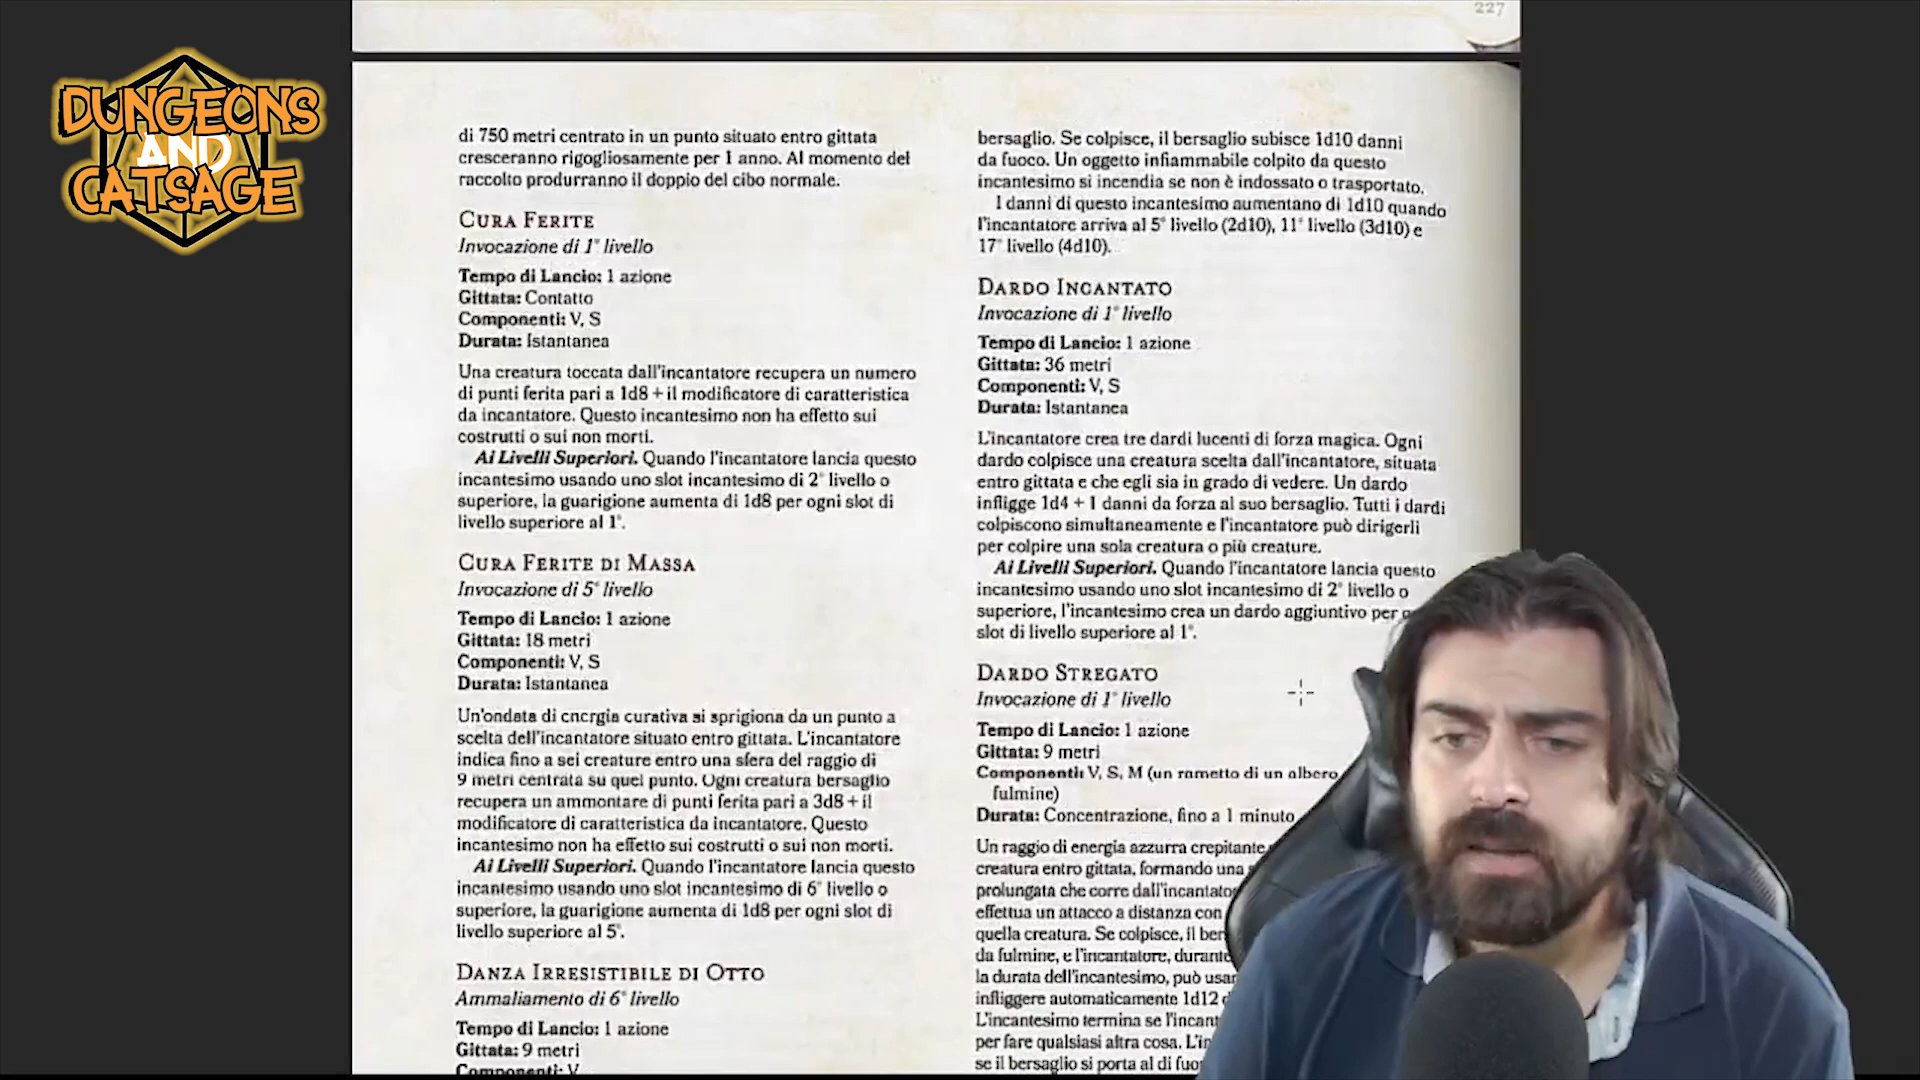 227
DUNGEONS
AND
CATSAGE
di 750 metri centrato in un punto situato entro gittata
cresceranno rigogliosamente per 1 anno. Al momento del
raccolto produrranno il doppio del cibo normale.
CURA FERITE
Invocazione di 1° livello
Tempo di Lancio: 1 azione
Gittata: Contatto
Componenti: V, S
Durata: Istantanea
Una creatura toccata dall'incantatore recupera un numero
di punti ferita pari a 1d8 + il modificatore di caratteristica
da incantatore. Questo incantesimo non ha effetto sui
costrutti o sui non morti.
Ai Livelli Superiori. Quando l'incantatore lancia questo
incantesimo usando uno slot incantesimo di 2° livello o
superiore, la guarigione aumenta di 1d8 per ogni slot di
livello superiore al 1°.
CURA FERITE DI MASSA
Invocazione di 5° livello
Tempo di Lancio: 1 azione
Gittata: 18 metri
Componenti: V, S
Durata: Istantanea
Un'ondata di energia curativa si sprigiona da un punto a
scelta dell'incantatore situato entro gittata. L'incantatore
indica fino a sei creature entro una sfera del raggio di
9 metri centrata su quel punto. Ogni creatura bersaglio
recupera un ammontare di punti ferita pari a 3d8 + il
modificatore di caratteristica da incantatore. Questo
incantesimo non ha effetto sui costrutti o sui non morti.
Ai Livelli Superiori. Quando l'incantatore lancia questo
incantesimo usando uno slot incantesimo di 6° livello o
superiore, la guarigione aumenta di 1d8 per ogni slot di
livello superiore al 5°.
DANZA IRRESISTIBILE DI OTTO
Ammaliamento di 6° livello
Tempo di Lancio: 1 azione
Gittata: 9 metri
Componenti: V
bersaglio. Se colpisce, il bersaglio subisce 1d10 danni
da fuoco. Un oggetto infiammabile colpito da questo
incantesimo si incendia se non è indossato o trasportato.
I danni di questo incantesimo aumentano di 1d10 quando
l'incantatore arriva al 5° livello (2d10), 11° livello (3d10) e
17° livello (4d10).
DARDO INCANTATO
Invocazione di 1° livello
Tempo di Lancio: 1 azione
Gittata: 36 metri
Componenti: V, S
Durata: Istantanea
L'incantatore crea tre dardi lucenti di forza magica. Ogni
dardo colpisce una creatura scelta dall'incantatore, situata
entro gittata e che egli sia in grado di vedere. Un dardo
infligge 1d4 + 1 danni da forza al suo bersaglio. Tutti i dardi
colpiscono simultaneamente e l'incantatore può dirigerli
per colpire una sola creatura o più creature.
Ai Livelli Superiori. Quando l'incantatore lancia questo
incantesimo usando uno slot incantesimo di 2° livello o
superiore, l'incantesimo crea un dardo aggiuntivo per
slot di livello superiore al 1°.
DARDO STREGATO
Invocazione di 1° livello
Tempo di Lancio: 1 azione
Gittata: 9 metri
Componenti: V, S, M (un rametto di un albero
fulmine)
Durata: Concentrazione, fino a 1 minuto
Un raggio di energia azzurra crepitante
creatura entro gittata, formando una
prolungata che corre
effettua un attacco a distanza con
quella creatura. Se colpisce, il
da fulmine, e l'incantatore,
la durata dell'incantesimo, può
infliggere automaticamente 1d12
L'incantesimo termina se
per fare qualsiasi altra cosa.
se il bersaglio si porta al di